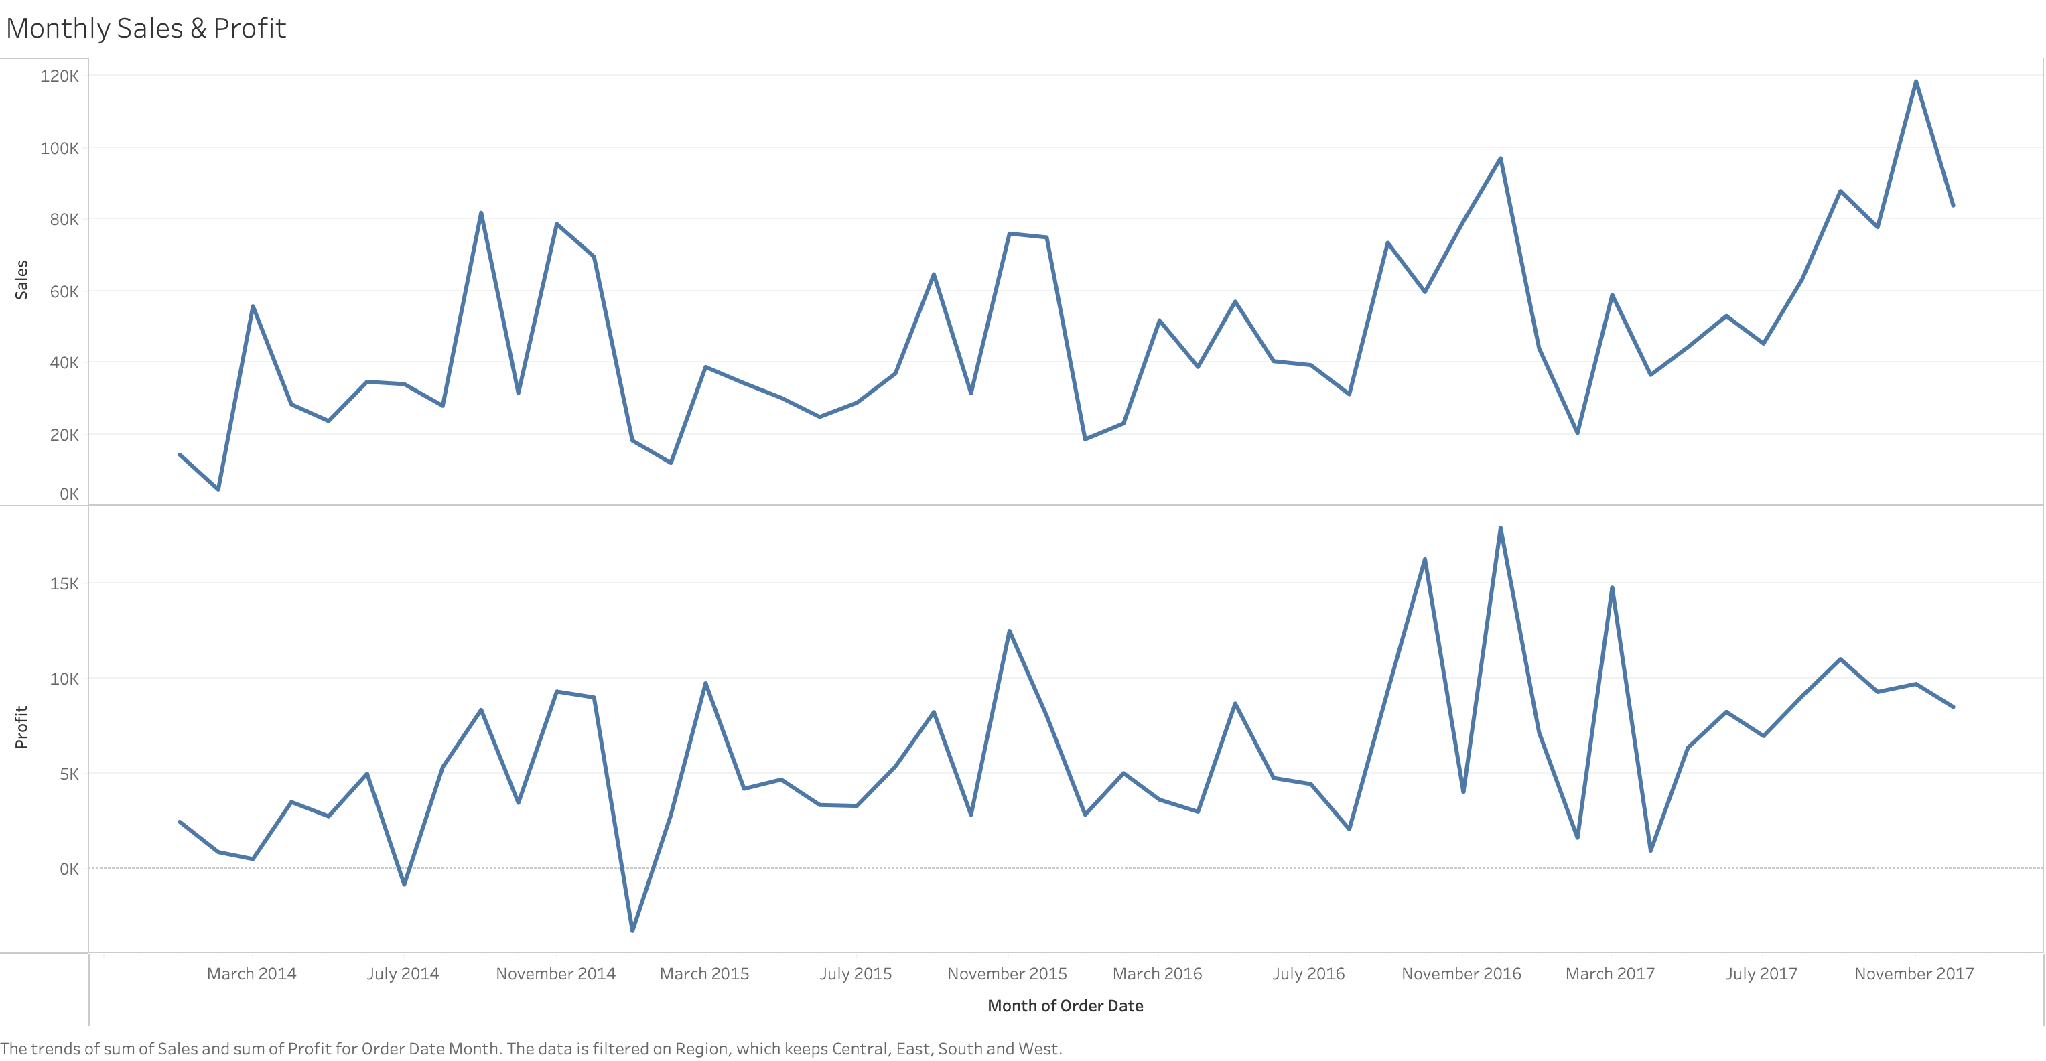 Monthly Sales & Profit
120K
100K
80K
60K
40K
20K
0K
Sales
15K
10K
5K
0K
Profit
March 2014 July 2014 November 2014 March 2015 July 2015 November 2015 March 2016 July 2016 November 2016 March 2017 July 2017 November 2017
Month of Order Date
The trends of sum of Sales and sum of Profit for Order Date Month. The data is filtered on Region, which keeps Central, East, South and West.